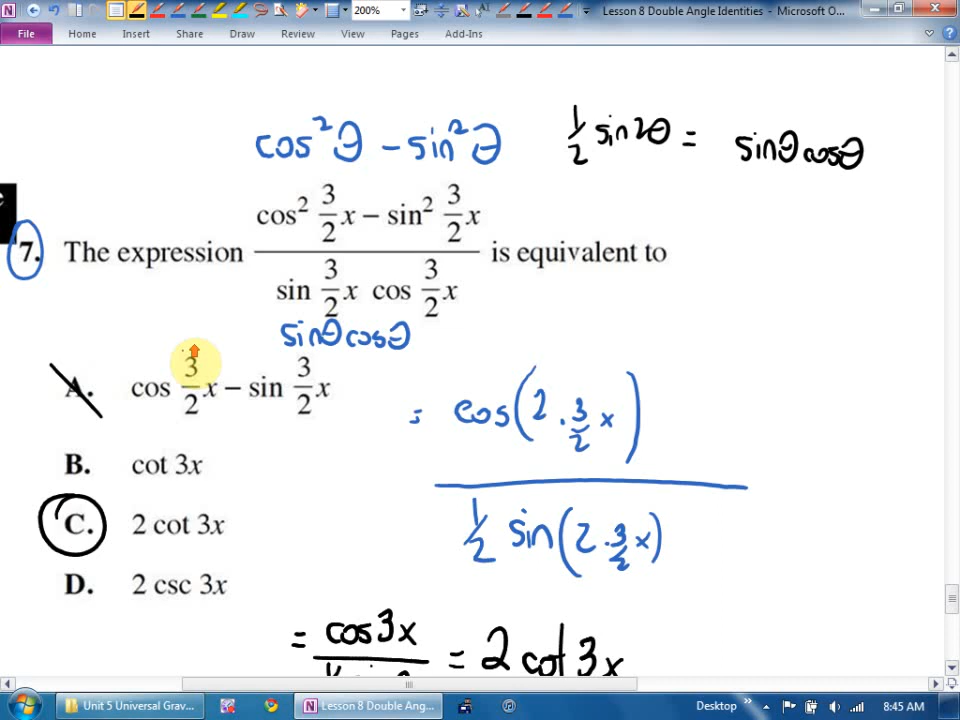 200%
Lesson 8 Double Angle Identities - Microsoft O...
File Home Insert Share Draw Review View Pages Add-Ins
cos²θ - sin²θ
½ sin2θ = sinθcosθ
7. The expression (cos² 3/2 x – sin² 3/2 x)/(sin 3/2 x cos 3/2 x) is equivalent to
sinθcosθ
A. cos 3/2 x – sin 3/2 x
= cos(2 · 3/2 x) / ½ sin(2 · 3/2 x)
B. cot 3x
C. 2 cot 3x
D. 2 csc 3x
= cos3x = 2 cot 3x
Unit 5 Universal Grav...
Lesson 8 Double Ang...
Desktop
8:45 AM